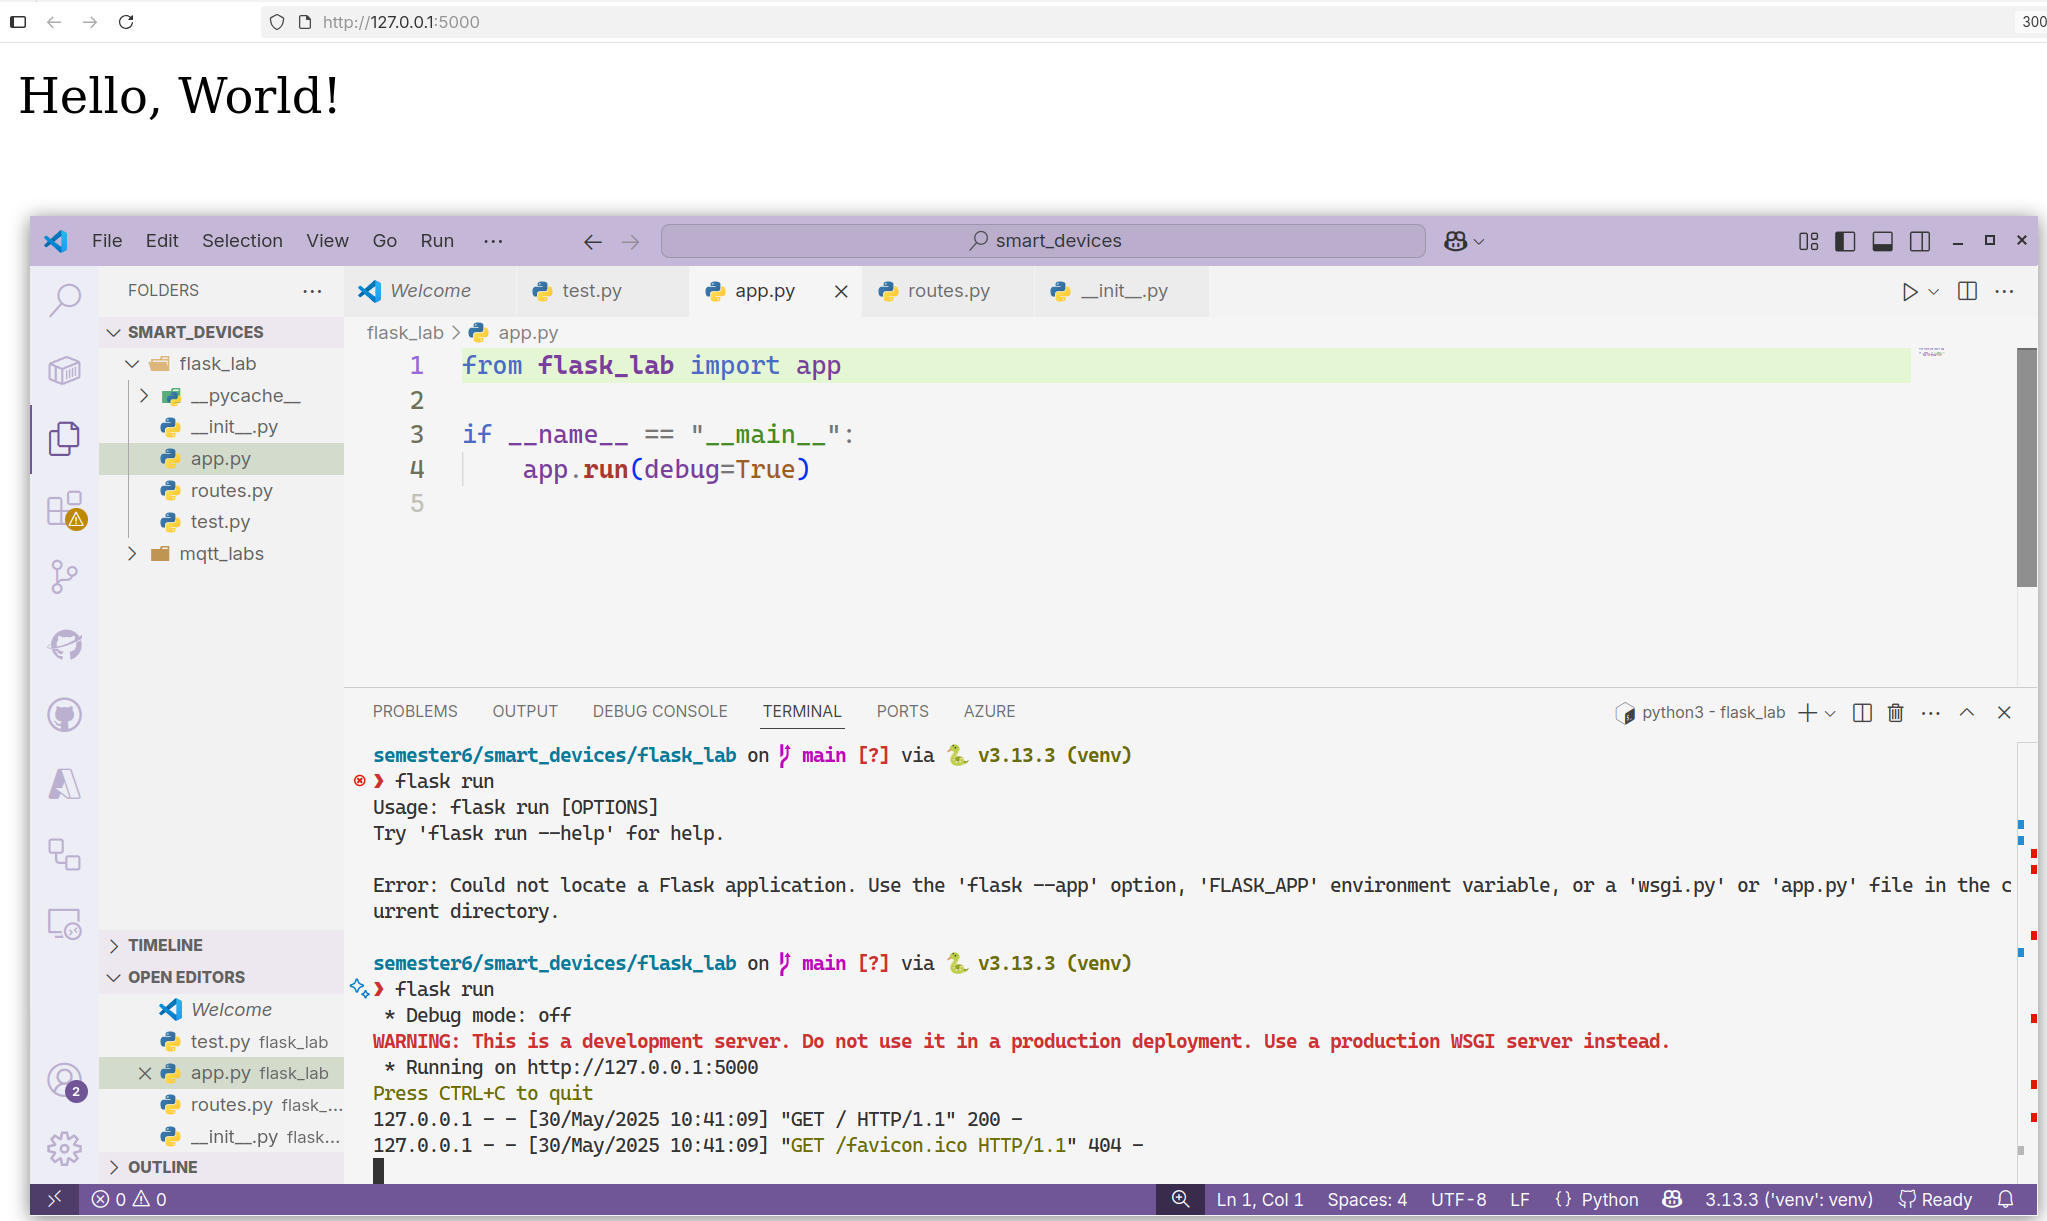 http://127.0.0.1:5000
300
Hello, World!
File Edit Selection View Go Run ···
smart_devices
FOLDERS ···
Welcome
test.py
app.py
routes.py
__init__.py
SMART_DEVICES
flask_lab
__pycache__
__init__.py
app.py
routes.py
test.py
mqtt_labs
flask_lab > app.py
1 from flask_lab import app
2
3 if __name__ == "__main__":
4     app.run(debug=True)
5
TIMELINE
OPEN EDITORS
Welcome
test.py flask_lab
app.py flask_lab
routes.py flask_...
__init__.py flask...
OUTLINE
2
PROBLEMS OUTPUT DEBUG CONSOLE TERMINAL PORTS AZURE
python3 - flask_lab
semester6/smart_devices/flask_lab on main [?] via 🐍 v3.13.3 (venv)
❯ flask run
Usage: flask run [OPTIONS]
Try 'flask run --help' for help.
Error: Could not locate a Flask application. Use the 'flask --app' option, 'FLASK_APP' environment variable, or a 'wsgi.py' or 'app.py' file in the c
urrent directory.
semester6/smart_devices/flask_lab on main [?] via 🐍 v3.13.3 (venv)
❯ flask run
* Debug mode: off
WARNING: This is a development server. Do not use it in a production deployment. Use a production WSGI server instead.
* Running on http://127.0.0.1:5000
Press CTRL+C to quit
127.0.0.1 - - [30/May/2025 10:41:09] "GET / HTTP/1.1" 200 -
127.0.0.1 - - [30/May/2025 10:41:09] "GET /favicon.ico HTTP/1.1" 404 -
0 0
Ln 1, Col 1 Spaces: 4 UTF-8 LF {} Python 3.13.3 ('venv': venv) Ready